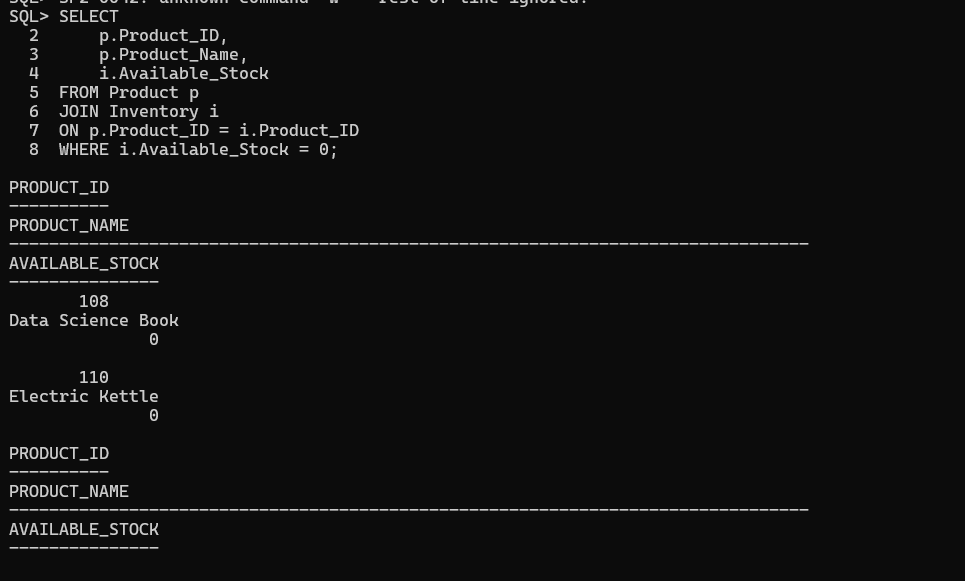 SQL> SP2-0042: unknown command "w" - rest of line ignored.
SQL> SELECT
  2      p.Product_ID,
  3      p.Product_Name,
  4      i.Available_Stock
  5  FROM Product p
  6  JOIN Inventory i
  7  ON p.Product_ID = i.Product_ID
  8  WHERE i.Available_Stock = 0;

PRODUCT_ID
----------
PRODUCT_NAME
--------------------------------------------------------------------------------
AVAILABLE_STOCK
---------------
       108
Data Science Book
              0

       110
Electric Kettle
              0

PRODUCT_ID
----------
PRODUCT_NAME
--------------------------------------------------------------------------------
AVAILABLE_STOCK
---------------